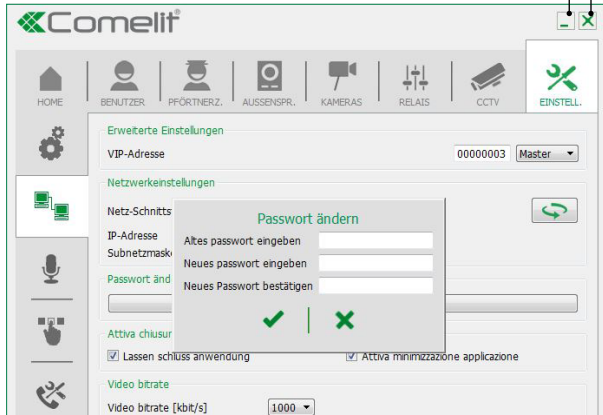 Comelit
HOME BENUTZER PFÖRTNERZ. AUSSENSPR. KAMERAS RELAIS CCTV EINSTELL.
Erweiterte Einstellungen
VIP-Adresse 00000003 Master
Netzwerkeinstellungen
Netz-Schnitts
IP-Adresse
Subnetzmask
Passwort ändern
Altes passwort eingeben
Neues passwort eingeben
Neues Passwort bestätigen
Passwort änd
Attiva chiusur
Lassen schluss anwendung Attiva minimizzazione applicazione
Video bitrate
Video bitrate [kbit/s] 1000